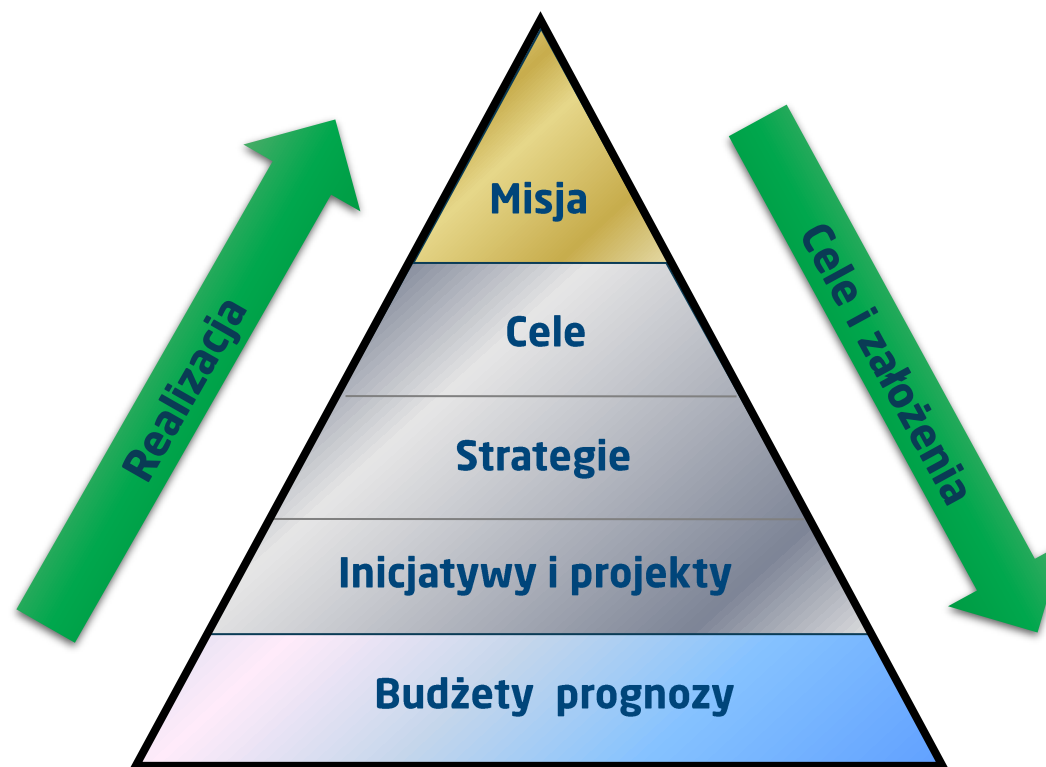 Misja
Cele
Strategie
Inicjatywy i projekty
Budżety  prognozy
Realizacja
Cele i założenia